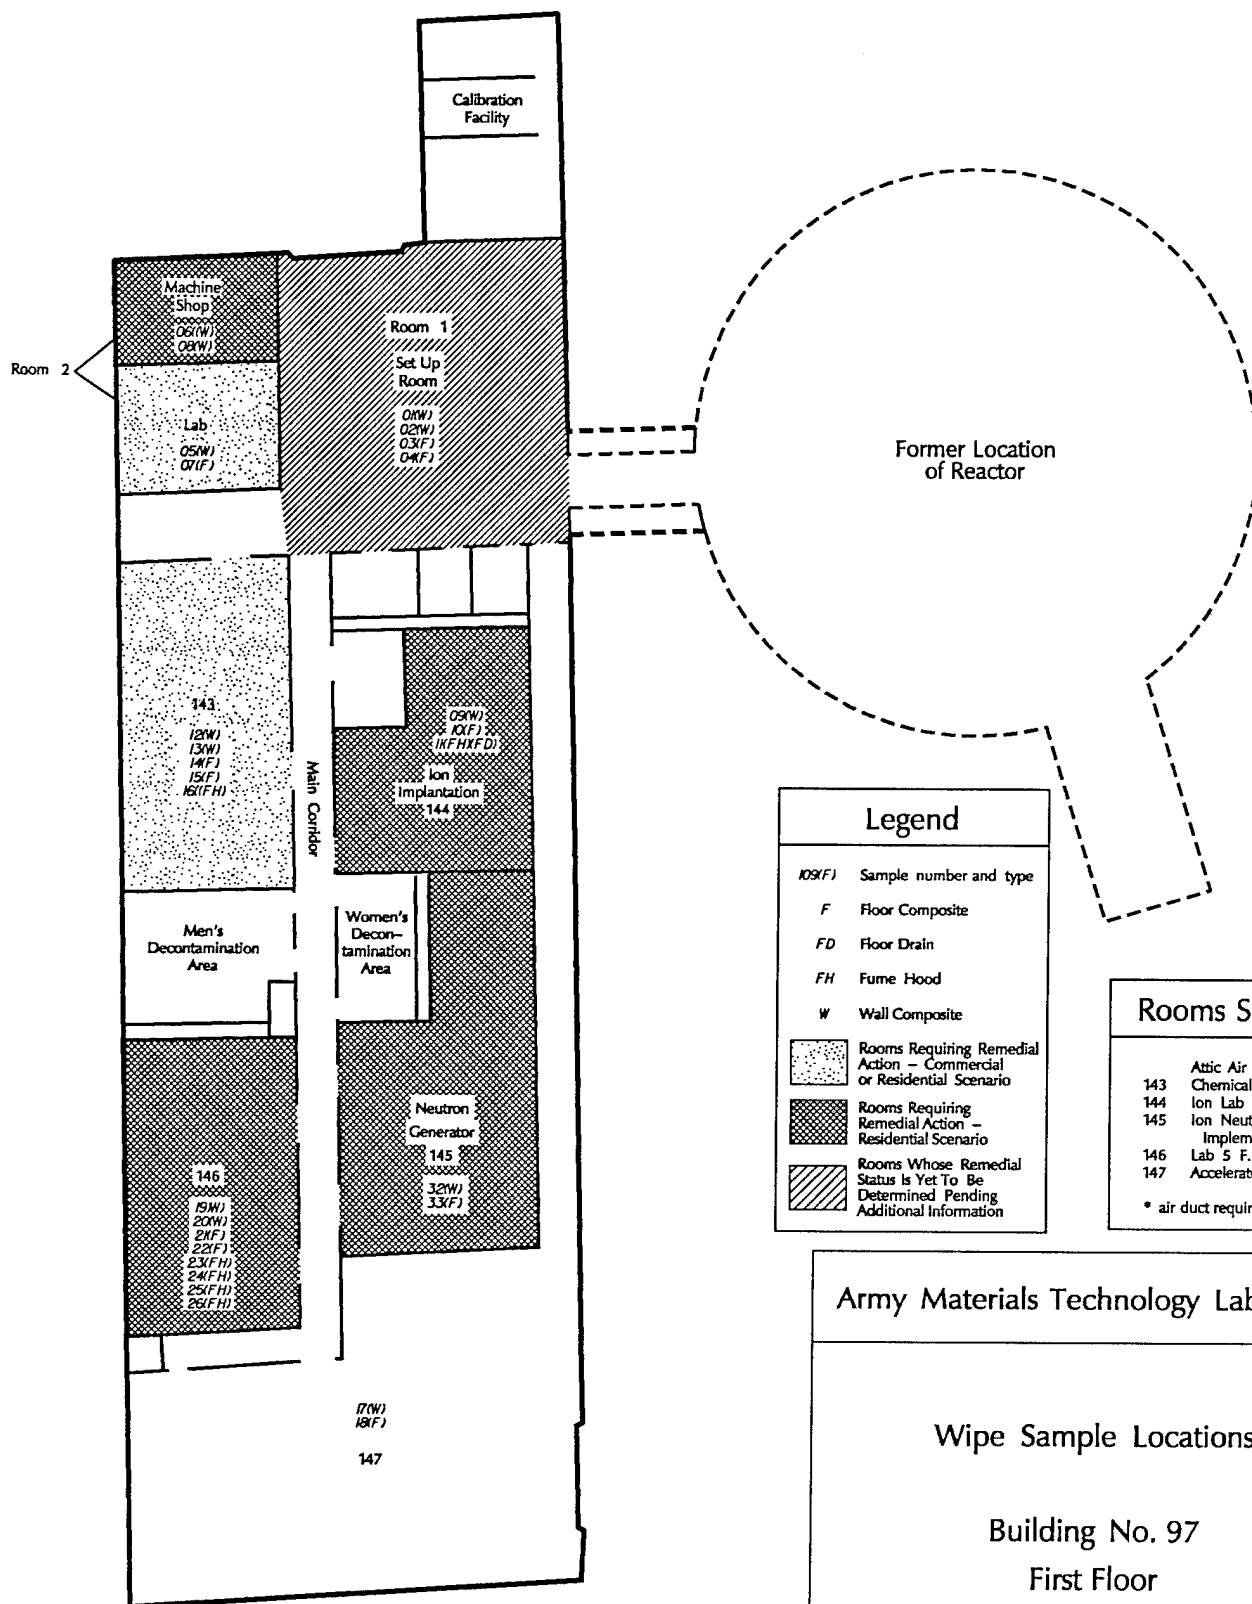 Calibration
Facility
Machine
Shop
06(W)
08(W)
Room 2
Room 1
Set Up
Room
01(W)
02(W)
03(F)
04(F)
Lab
05(W)
07(F)
Former Location
of Reactor
143
12(W)
13(W)
14(F)
15(F)
16(FH)
Main Corridor
09(W)
10(F)
11(FH)(FD)
Ion
Implantation
144
Men's
Decontamination
Area
Women's
Decon-
tamination
Area
Neutron
Generator
145
32(W)
33(F)
146
19(W)
20(W)
21(F)
22(F)
23(FH)
24(FH)
25(FH)
26(FH)
17(W)
18(F)
147
Legend
109(F) Sample number and type
F Floor Composite
FD Floor Drain
FH Fume Hood
W Wall Composite
Rooms Requiring Remedial
Action – Commercial
or Residential Scenario
Rooms Requiring
Remedial Action –
Residential Scenario
Rooms Whose Remedial
Status Is Yet To Be
Determined Pending
Additional Information
Rooms S
Attic Air
143 Chemical
144 Ion Lab
145 Ion Neut
Implem
146 Lab 5 F.
147 Accelerat
* air duct requir
Army Materials Technology Lab
Wipe Sample Locations
Building No. 97
First Floor